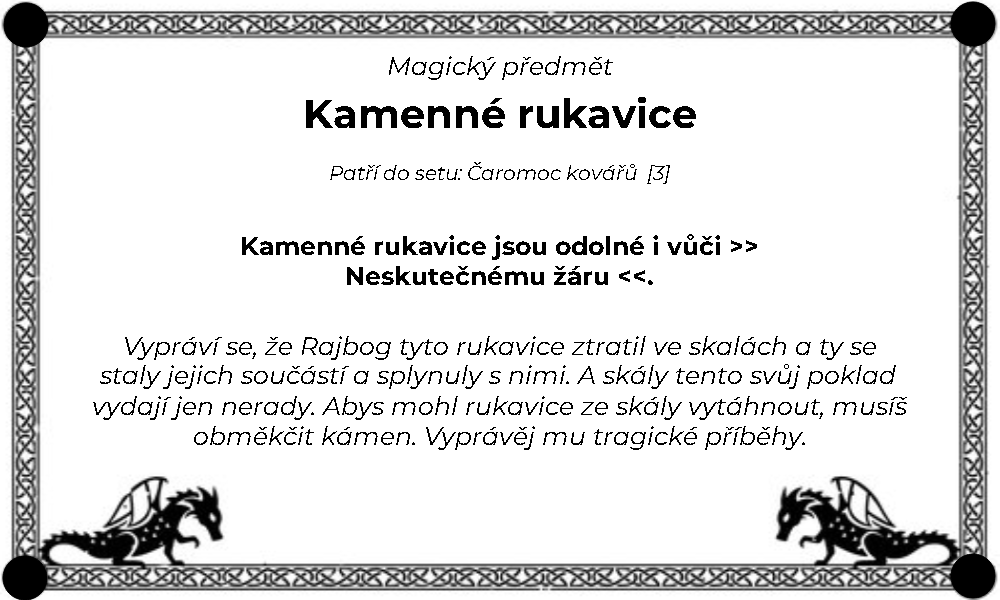 Magický předmět
Kamenné rukavice
Patří do setu: Čaromoc kovářů [3]
Kamenné rukavice jsou odolné i vůči >>
Neskutečnému žáru <<.
Vypráví se, že Rajbog tyto rukavice ztratil ve skalách a ty se
staly jejich součástí a splynuly s nimi. A skály tento svůj poklad
vydají jen nerady. Abys mohl rukavice ze skály vytáhnout, musíš
obměkčit kámen. Vyprávěj mu tragické příběhy.